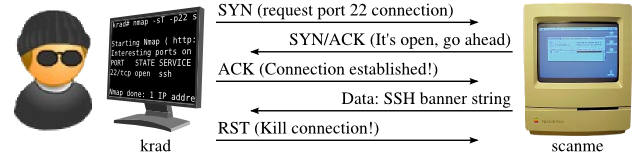 krad# nmap -sT -p22 s
Starting Nmap ( http:
Interesting ports on
PORT STATE SERVICE
22/tcp open ssh
Nmap done: 1 IP addre
krad
SYN (request port 22 connection)
SYN/ACK (It's open, go ahead)
ACK (Connection established!)
Data: SSH banner string
RST (Kill connection!)
scanme